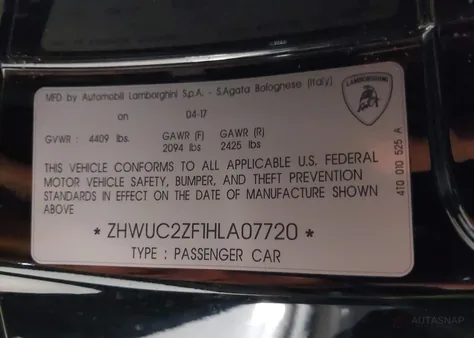 MFD by Automobili Lamborghini S.p.A. - S.Agata Bolognese (Italy)
on 04-17
GVWR : 4409 lbs. GAWR (F) GAWR (R)
2094 lbs 2425 lbs
THIS VEHICLE CONFORMS TO ALL APPLICABLE U.S. FEDERAL
MOTOR VEHICLE SAFETY, BUMPER, AND THEFT PREVENTION
STANDARDS IN EFFECT ON THE DATE OF MANUFACTURE SHOWN
ABOVE
* ZHWUC2ZF1HLA07720 *
TYPE : PASSENGER CAR
LAMBORGHINI
4T0 010 525 A
AUTASNAP